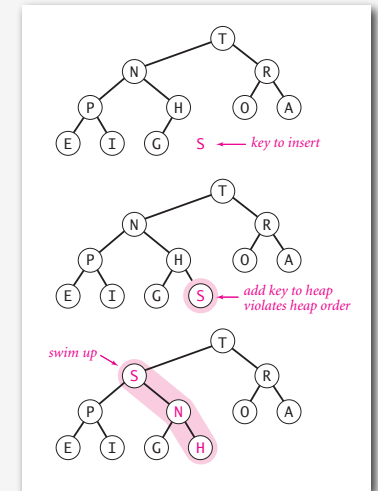 T
N R
P H O A
E I G S key to insert
T
N R
P H O A
E I G S add key to heap
violates heap order
swim up
T
S R
P N O A
E I G H